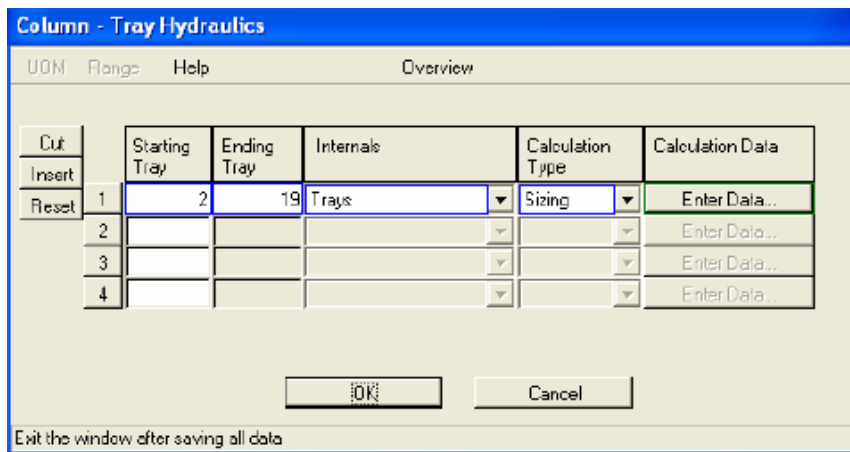 Column - Tray Hydraulics
UOM Range Help Overview
Cut
Insert
Reset
Starting Tray Ending Tray Internals Calculation Type Calculation Data
1 2 19 Trays Sizing Enter Data...
2 Enter Data...
3 Enter Data...
4 Enter Data...
OK Cancel
Exit the window after saving all data